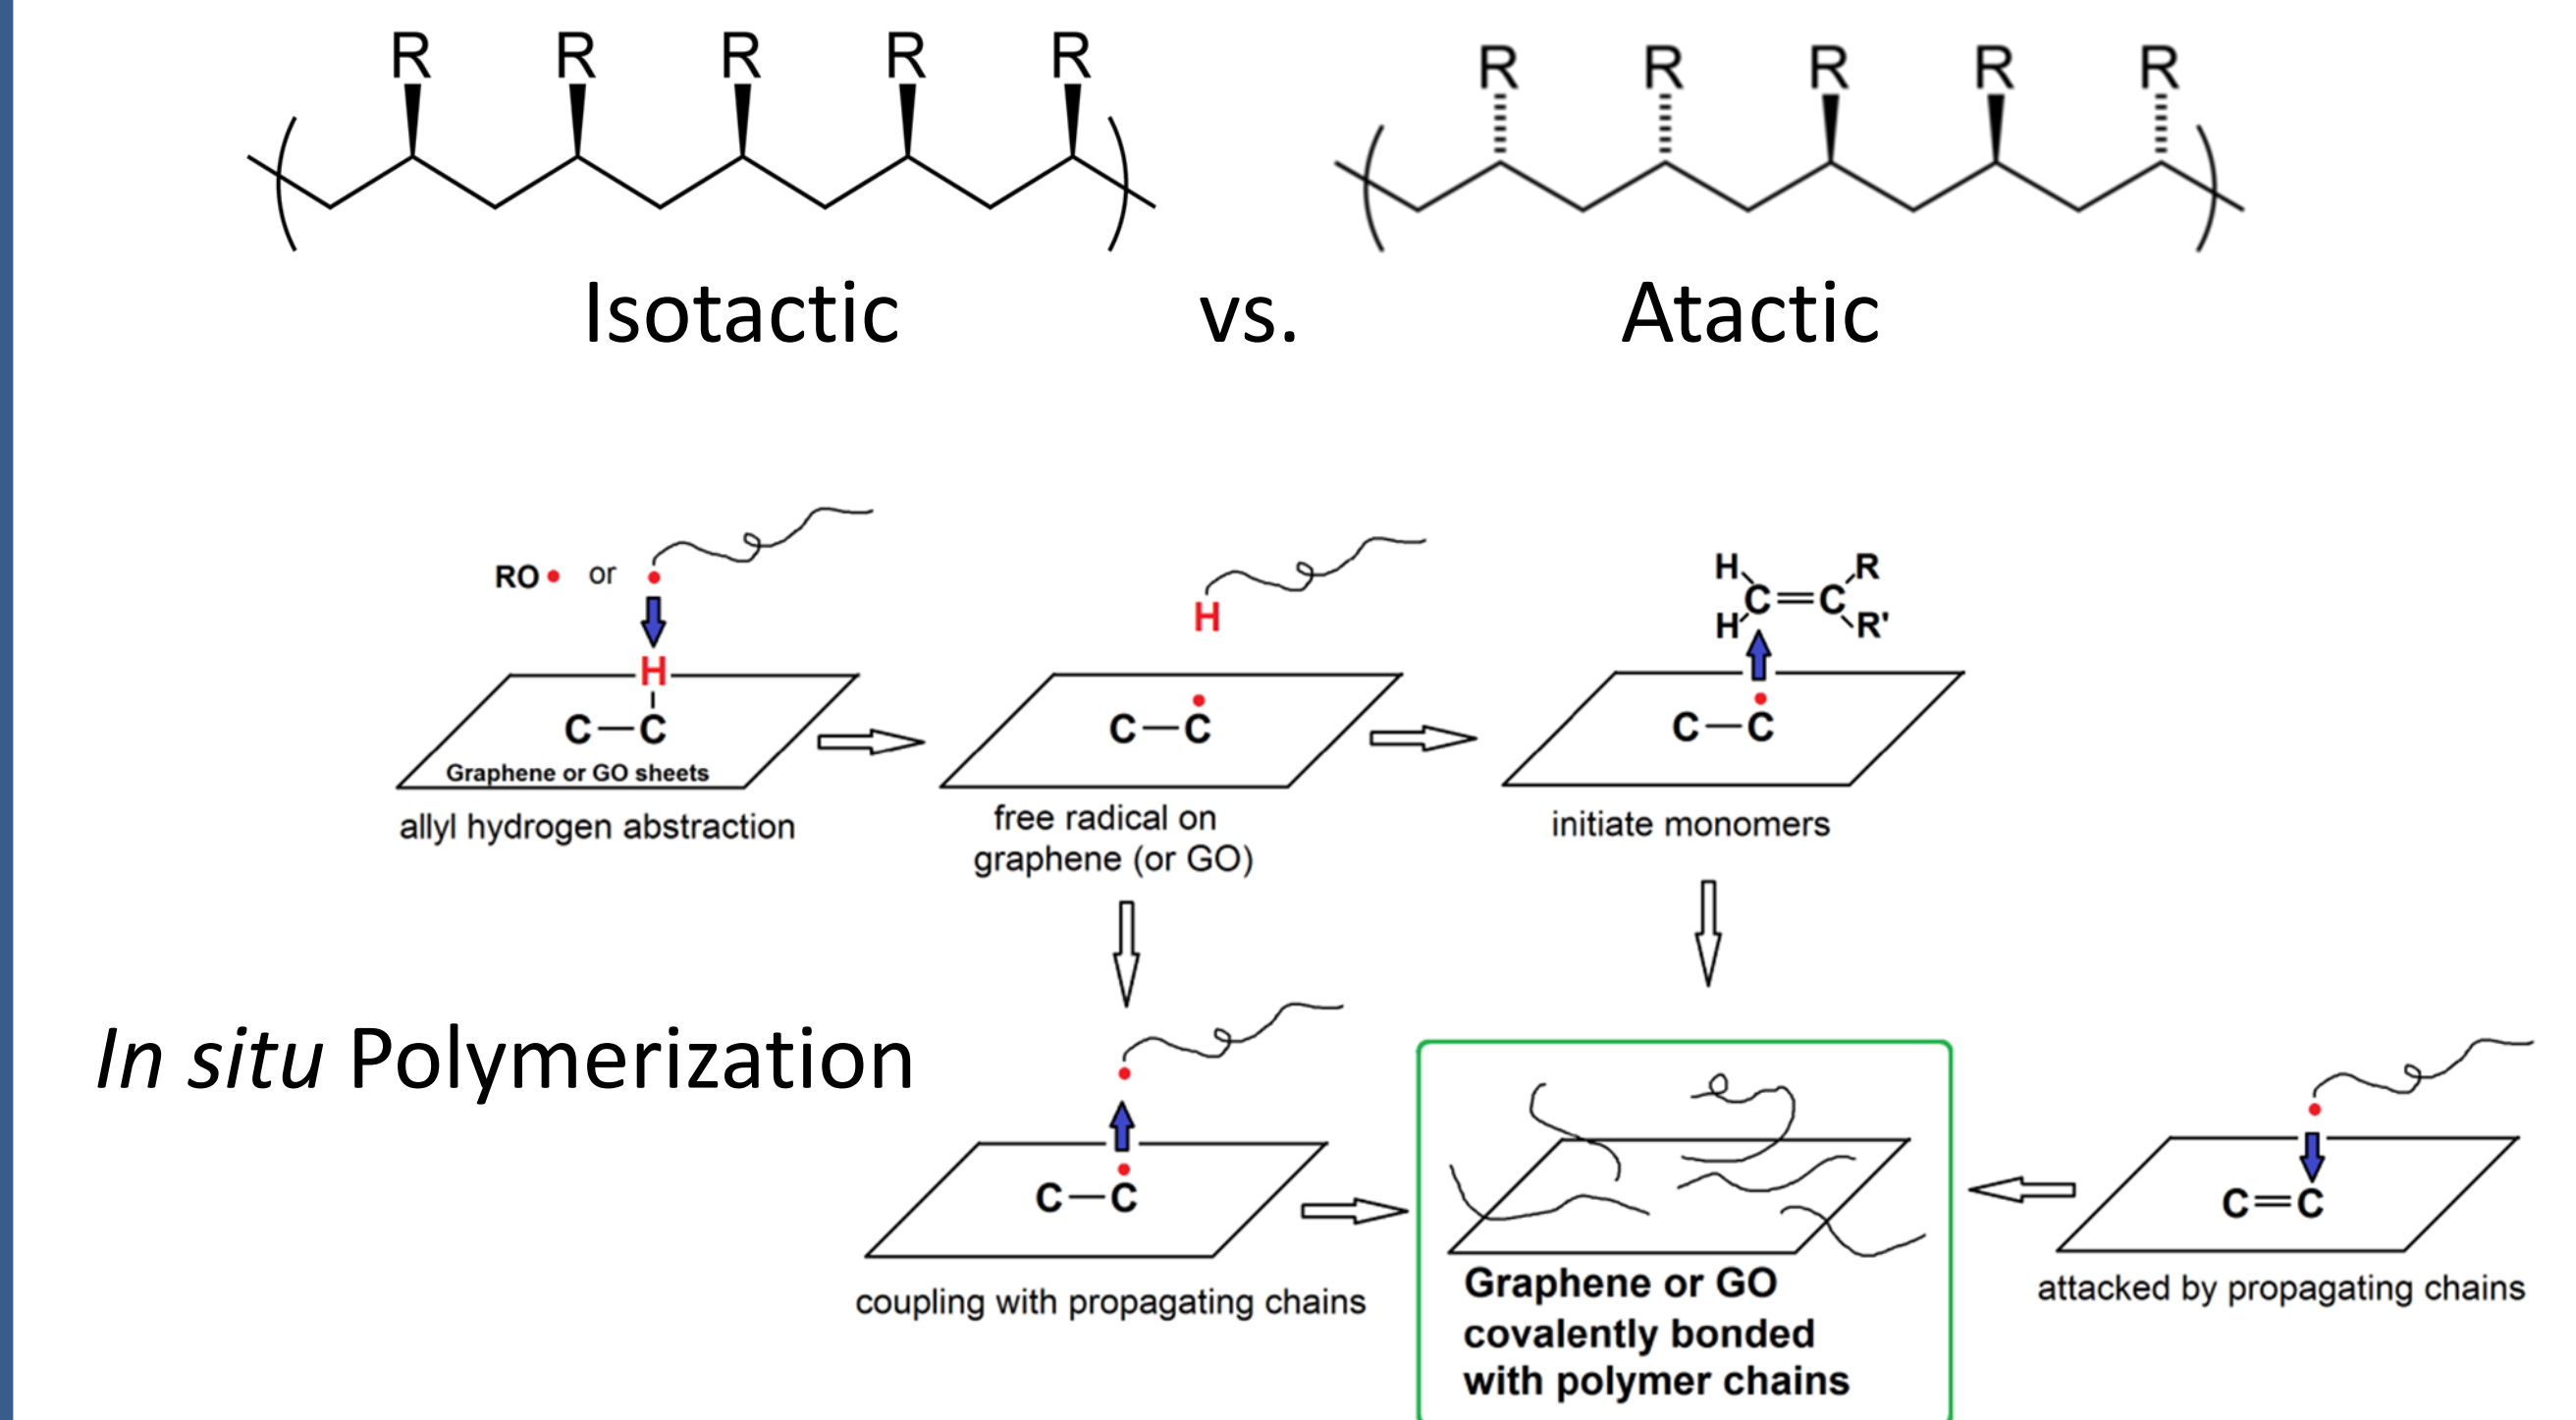 R R R R R
R R R R R
Isotactic vs. Atactic
RO• or
H
C—C
Graphene or GO sheets
allyl hydrogen abstraction
H
C—C
free radical on
graphene (or GO)
H R
C=C
H R'
C—C
initiate monomers
In situ Polymerization
C—C
coupling with propagating chains
Graphene or GO
covalently bonded
with polymer chains
C=C
attacked by propagating chains